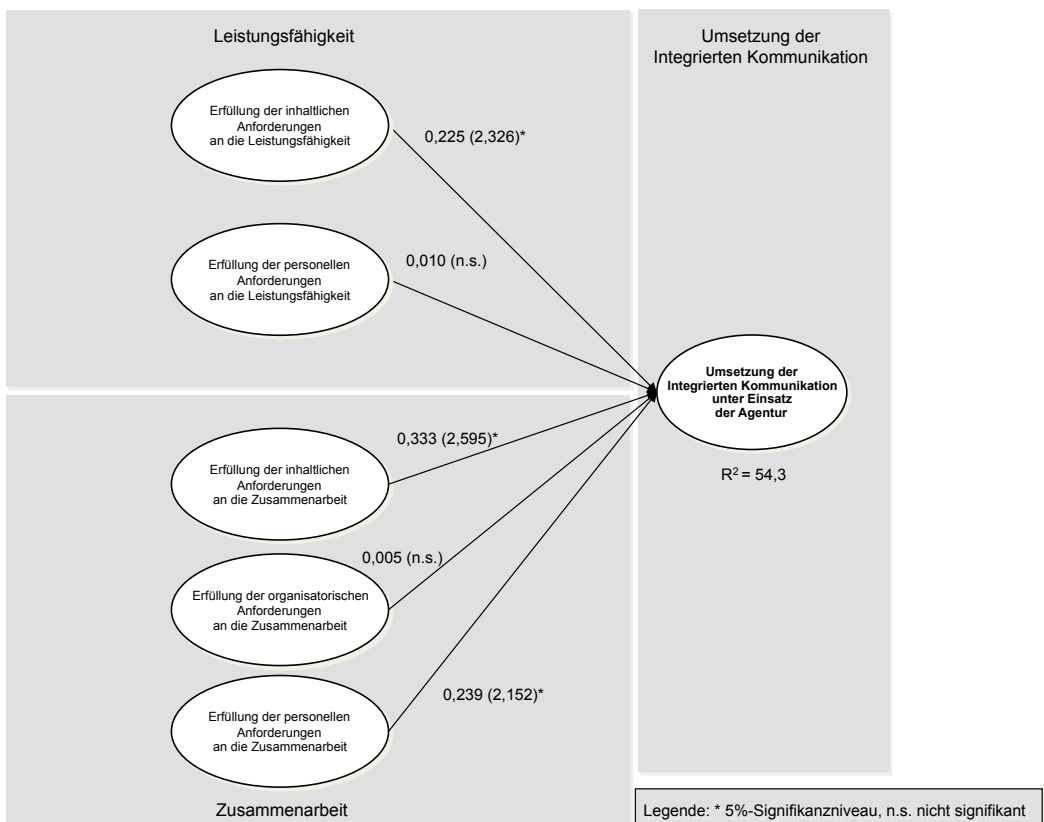 Leistungsfähigkeit
Umsetzung der
Integrierten Kommunikation
Erfüllung der inhaltlichen
Anforderungen
an die Leistungsfähigkeit
0,225 (2,326)*
Erfüllung der personellen
Anforderungen
an die Leistungsfähigkeit
0,010 (n.s.)
Umsetzung der
Integrierten Kommunikation
unter Einsatz
der Agentur
R² = 54,3
Erfüllung der inhaltlichen
Anforderungen
an die Zusammenarbeit
0,333 (2,595)*
Erfüllung der organisatorischen
Anforderungen
an die Zusammenarbeit
0,005 (n.s.)
Erfüllung der personellen
Anforderungen
an die Zusammenarbeit
0,239 (2,152)*
Zusammenarbeit
Legende: * 5%-Signifikanzniveau, n.s. nicht signifikant